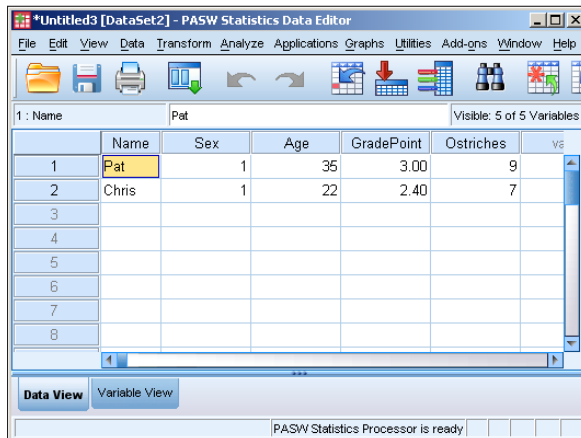 *Untitled3 [DataSet2] - PASW Statistics Data Editor
File Edit View Data Transform Analyze Applications Graphs Utilities Add-ons Window Help
1 : Name Pat Visible: 5 of 5 Variables
Name Sex Age GradePoint Ostriches va
1 Pat 1 35 3.00 9
2 Chris 1 22 2.40 7
3
4
5
6
7
8
Data View Variable View
PASW Statistics Processor is ready